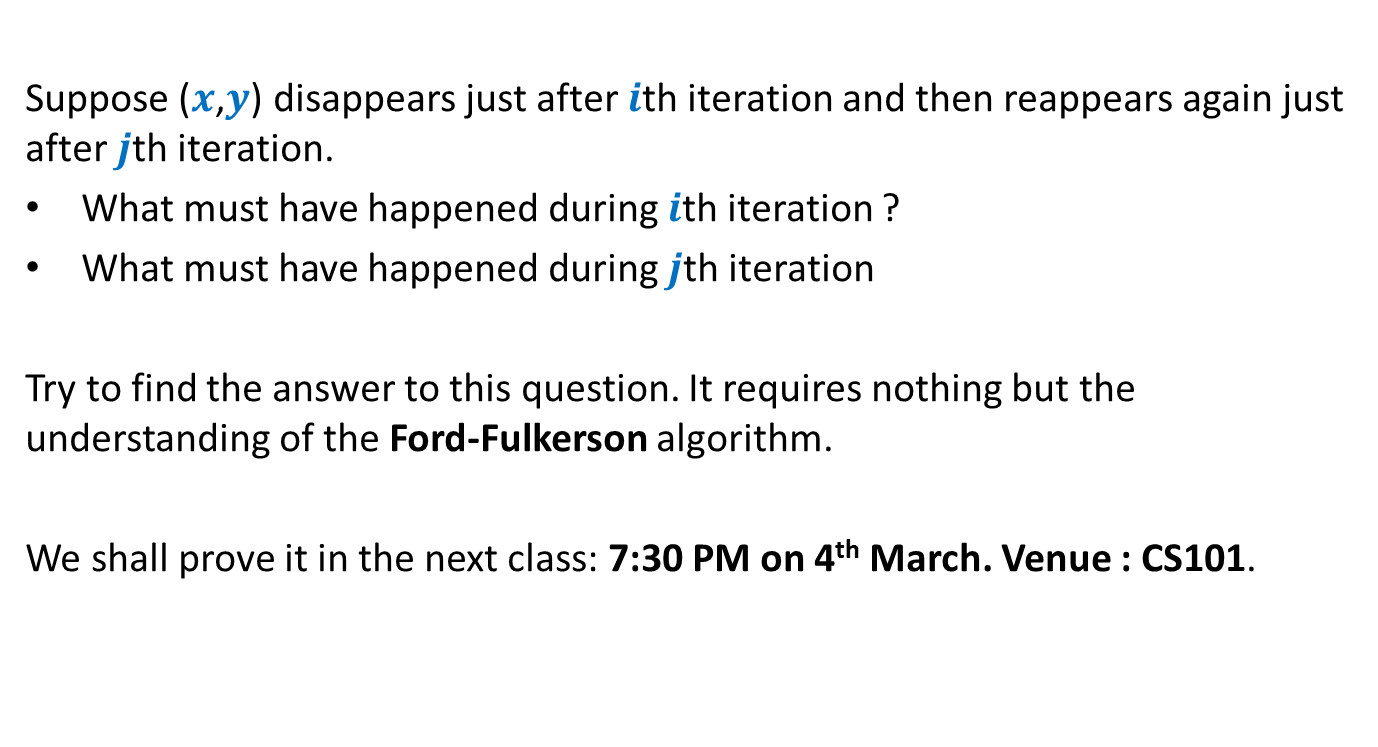 Suppose (x,y) disappears just after ith iteration and then reappears again just
after jth iteration.
• What must have happened during ith iteration ?
• What must have happened during jth iteration
Try to find the answer to this question. It requires nothing but the
understanding of the Ford-Fulkerson algorithm.
We shall prove it in the next class: 7:30 PM on 4th March. Venue : CS101.